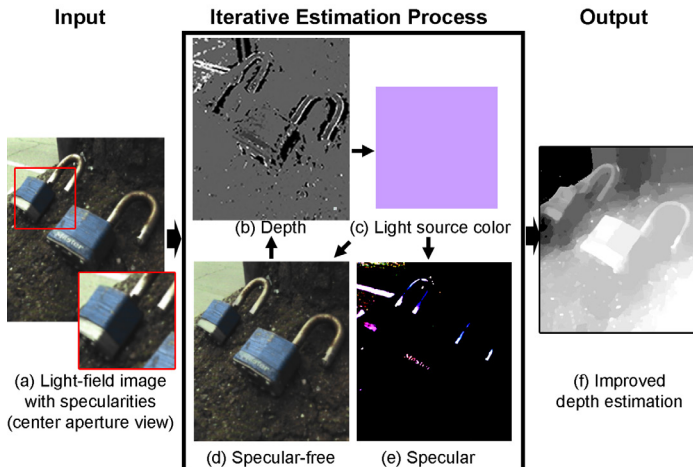 Input
Iterative Estimation Process
Output
(b) Depth
(c) Light source color
(a) Light-field image
with specularities
(center aperture view)
(d) Specular-free
(e) Specular
(f) Improved
depth estimation